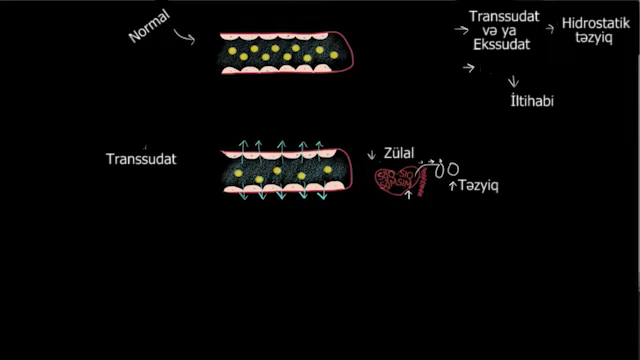 Normal
Transsudat
və ya
Ekssudat
Hidrostatik
təzyiq
İltihabi
Transsudat
Zülal
Təzyiq